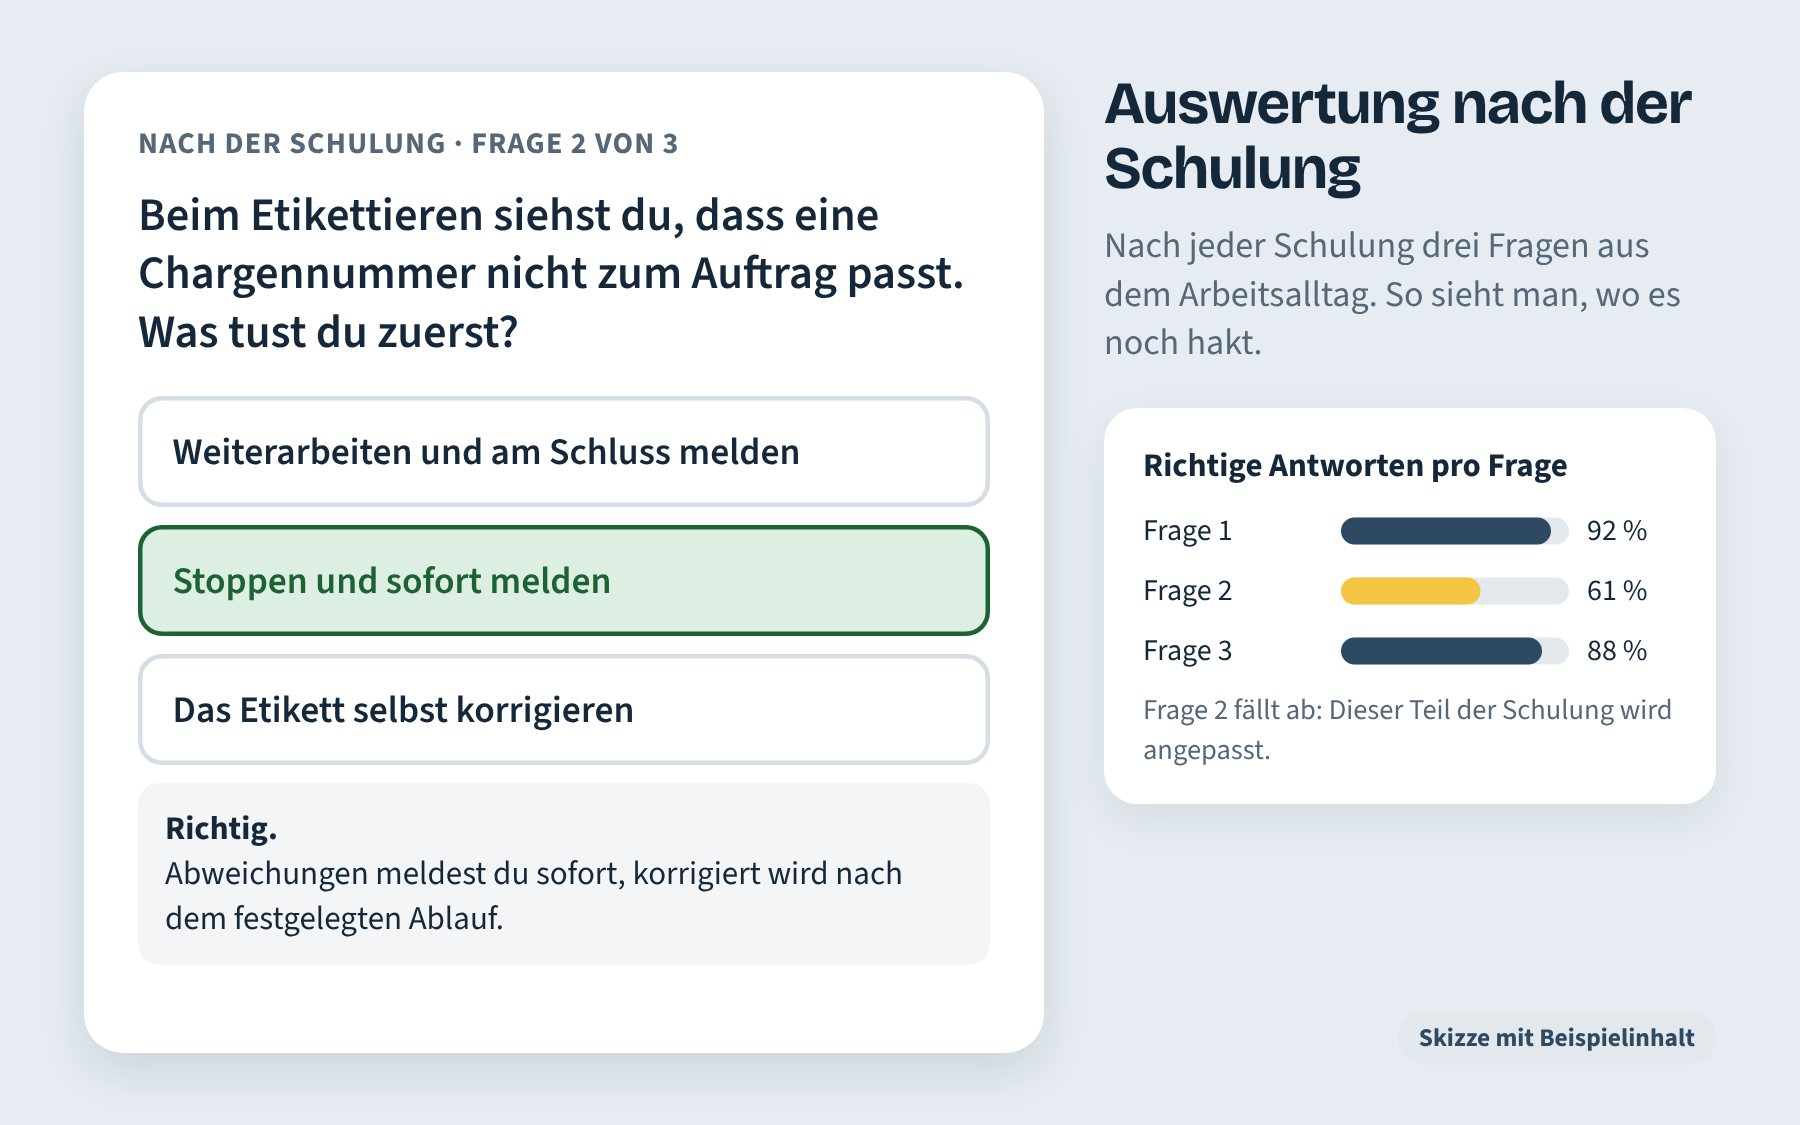 NACH DER SCHULUNG · FRAGE 2 VON 3
Beim Etikettieren siehst du, dass eine
Chargennummer nicht zum Auftrag passt.
Was tust du zuerst?
Weiterarbeiten und am Schluss melden
Stoppen und sofort melden
Das Etikett selbst korrigieren
Richtig.
Abweichungen meldest du sofort, korrigiert wird nach
dem festgelegten Ablauf.
Auswertung nach der
Schulung
Nach jeder Schulung drei Fragen aus
dem Arbeitsalltag. So sieht man, wo es
noch hakt.
Richtige Antworten pro Frage
Frage 1 92 %
Frage 2 61 %
Frage 3 88 %
Frage 2 fällt ab: Dieser Teil der Schulung wird
angepasst.
Skizze mit Beispielinhalt